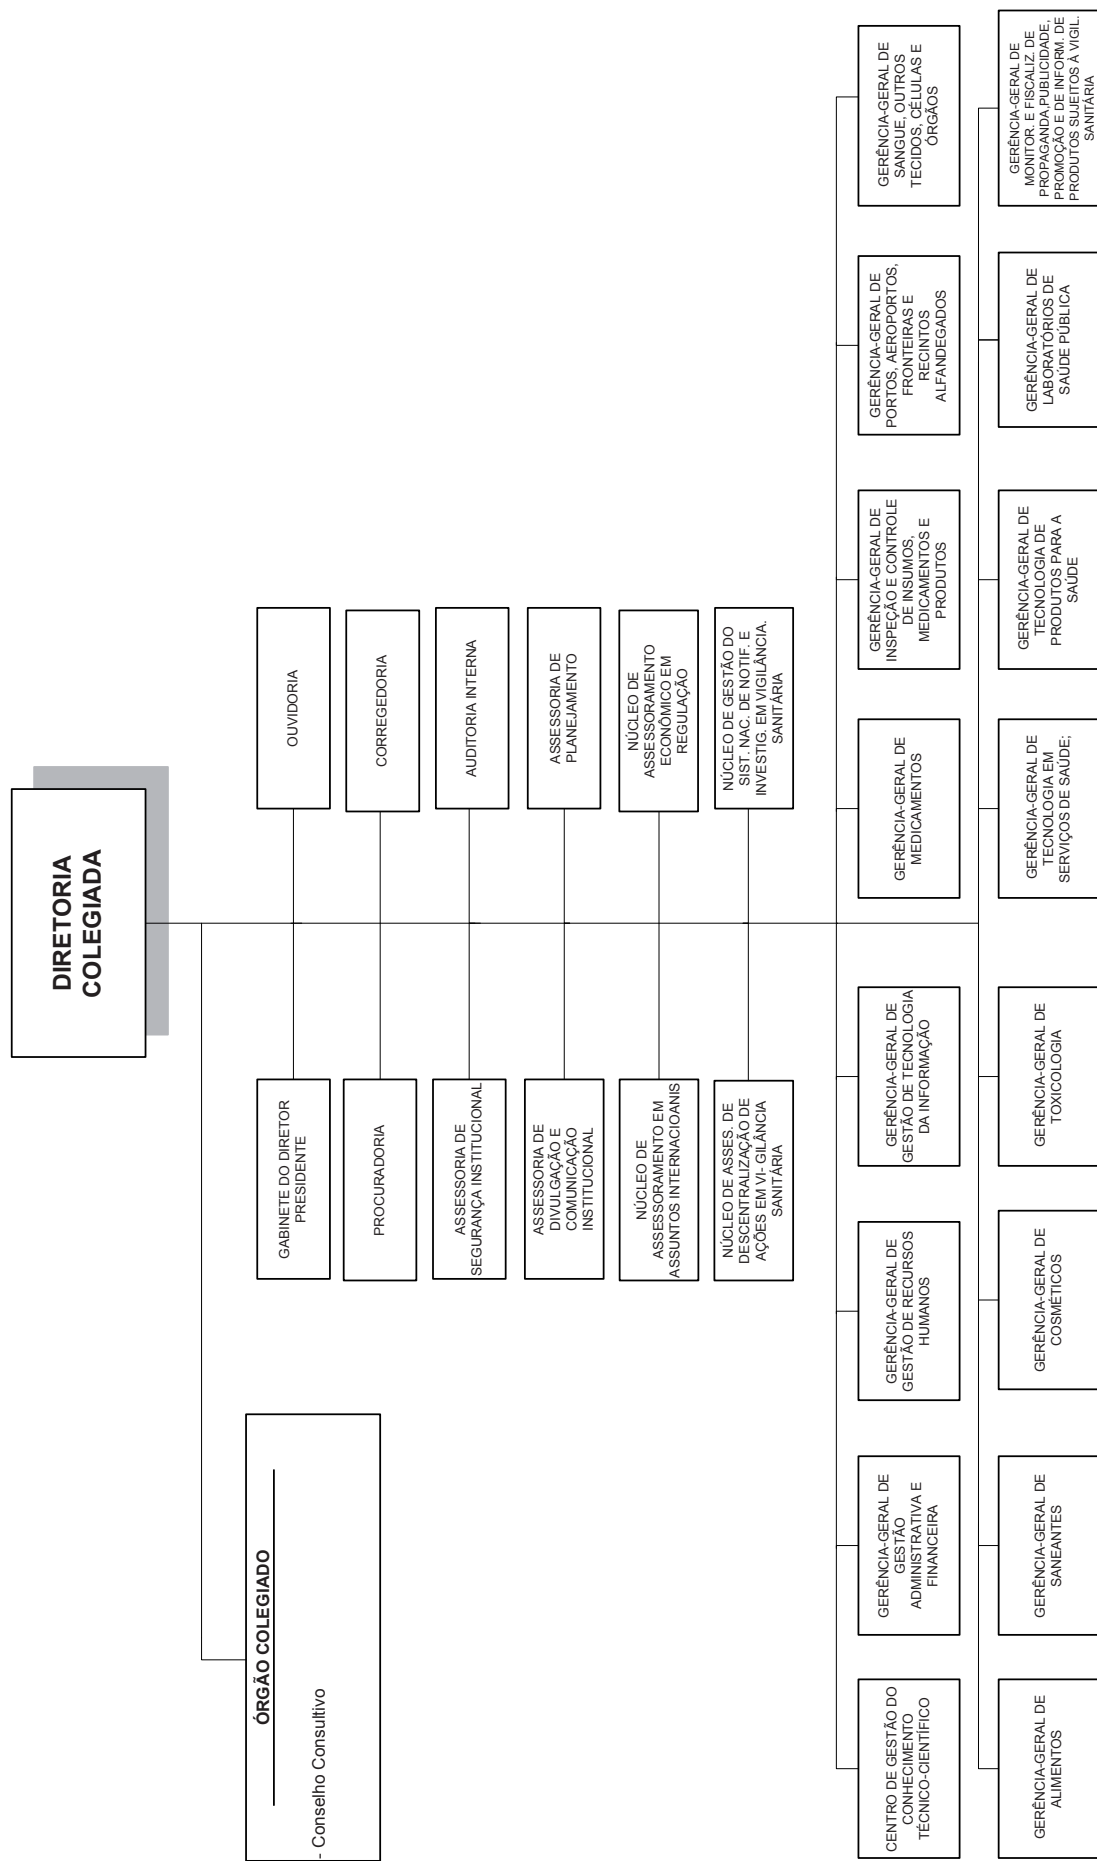 DIRETORIA
COLEGIADA
ÓRGÃO COLEGIADO
- Conselho Consultivo
GABINETE DO DIRETOR
PRESIDENTE
OUVIDORIA
PROCURADORIA
CORREGEDORIA
ASSESSORIA DE
SEGURANÇA INSTITUCIONAL
AUDITORIA INTERNA
ASSESSORIA DE
DIVULGAÇÃO E
COMUNICAÇÃO
INSTITUCIONAL
ASSESSORIA DE
PLANEJAMENTO
NÚCLEO DE
ASSESSORAMENTO EM
ASSUNTOS INTERNACIOANIS
NÚCLEO DE
ASSESSORAMENTO
ECONÔMICO EM
REGULAÇÃO
NÚCLEO DE ASSES. DE
DESCENTRALIZAÇÃO DE
AÇÕES EM VI- GILÂNCIA
SANITÁRIA
NÚCLEO DE GESTÃO DO
SIST. NAC. DE NOTIF. E
INVESTIG. EM VIGILÂNCIA.
SANITÁRIA
CENTRO DE GESTÃO DO
CONHECIMENTO
TÉCNICO-CIENTÍFICO
GERÊNCIA-GERAL DE
GESTÃO
ADMINISTRATIVA E
FINANCEIRA
GERÊNCIA-GERAL DE
GESTÃO DE RECURSOS
HUMANOS
GERÊNCIA-GERAL DE
GESTÃO DE TECNOLOGIA
DA INFORMAÇÃO
GERÊNCIA-GERAL DE
MEDICAMENTOS
GERÊNCIA-GERAL DE
INSPEÇÃO E CONTROLE
DE INSUMOS,
MEDICAMENTOS E
PRODUTOS
GERÊNCIA-GERAL DE
PORTOS, AEROPORTOS,
FRONTEIRAS E
RECINTOS
ALFANDEGADOS
GERÊNCIA-GERAL DE
SANGUE, OUTROS
TECIDOS, CÉLULAS E
ÓRGÃOS
GERÊNCIA-GERAL DE
ALIMENTOS
GERÊNCIA-GERAL DE
SANEANTES
GERÊNCIA-GERAL DE
COSMÉTICOS
GERÊNCIA-GERAL DE
TOXICOLOGIA
GERÊNCIA-GERAL DE
TECNOLOGIA EM
SERVIÇOS DE SAÚDE;
GERÊNCIA-GERAL DE
TECNOLOGIA DE
PRODUTOS PARA A
SAÚDE
GERÊNCIA-GERAL DE
LABORATÓRIOS DE
SAÚDE PÚBLICA
GERÊNCIA-GERAL DE
MONITOR. E FISCALIZ. DE
PROPAGANDA,PUBLICIDADE,
PROMOÇÃO E DE INFORM. DE
PRODUTOS SUJEITOS À VIGIL.
SANITÁRIA